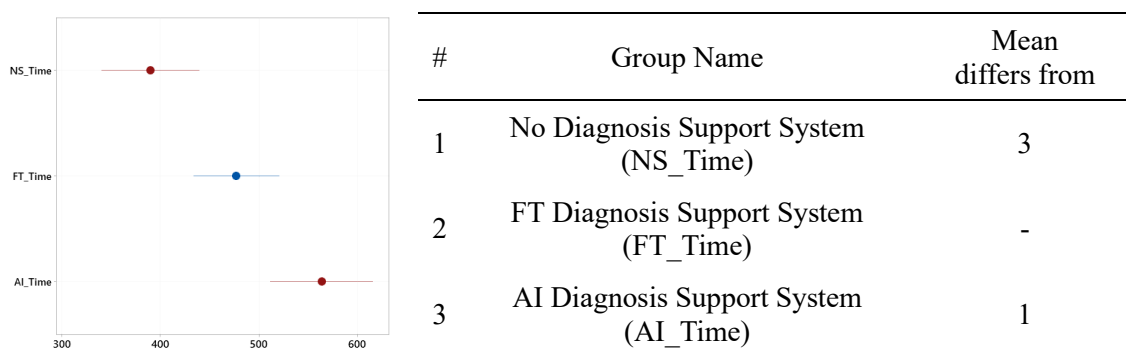 NS_Time
FT_Time
AI_Time
300 400 500 600
# Group Name Mean
differs from
1 No Diagnosis Support System
(NS_Time) 3
2 FT Diagnosis Support System
(FT_Time) -
3 AI Diagnosis Support System
(AI_Time) 1